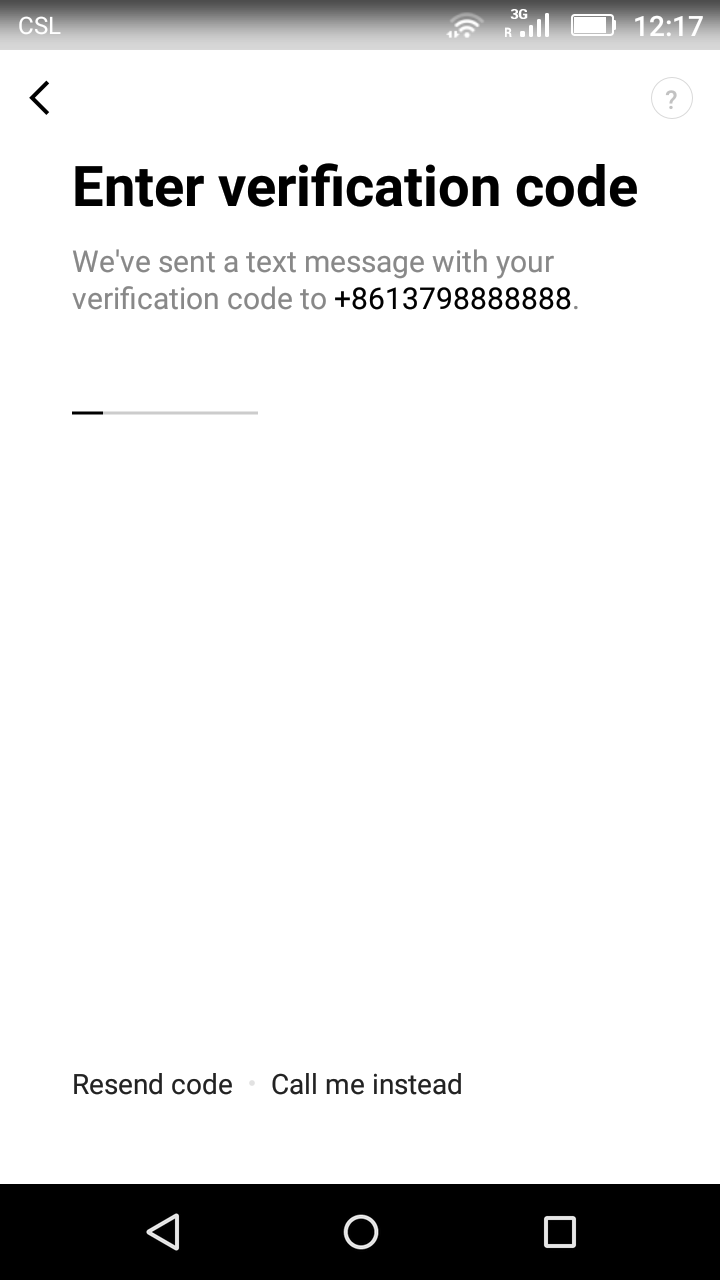 CSL
3G
R
12:17
?
Enter verification code
We've sent a text message with your
verification code to +8613798888888.
Resend code • Call me instead